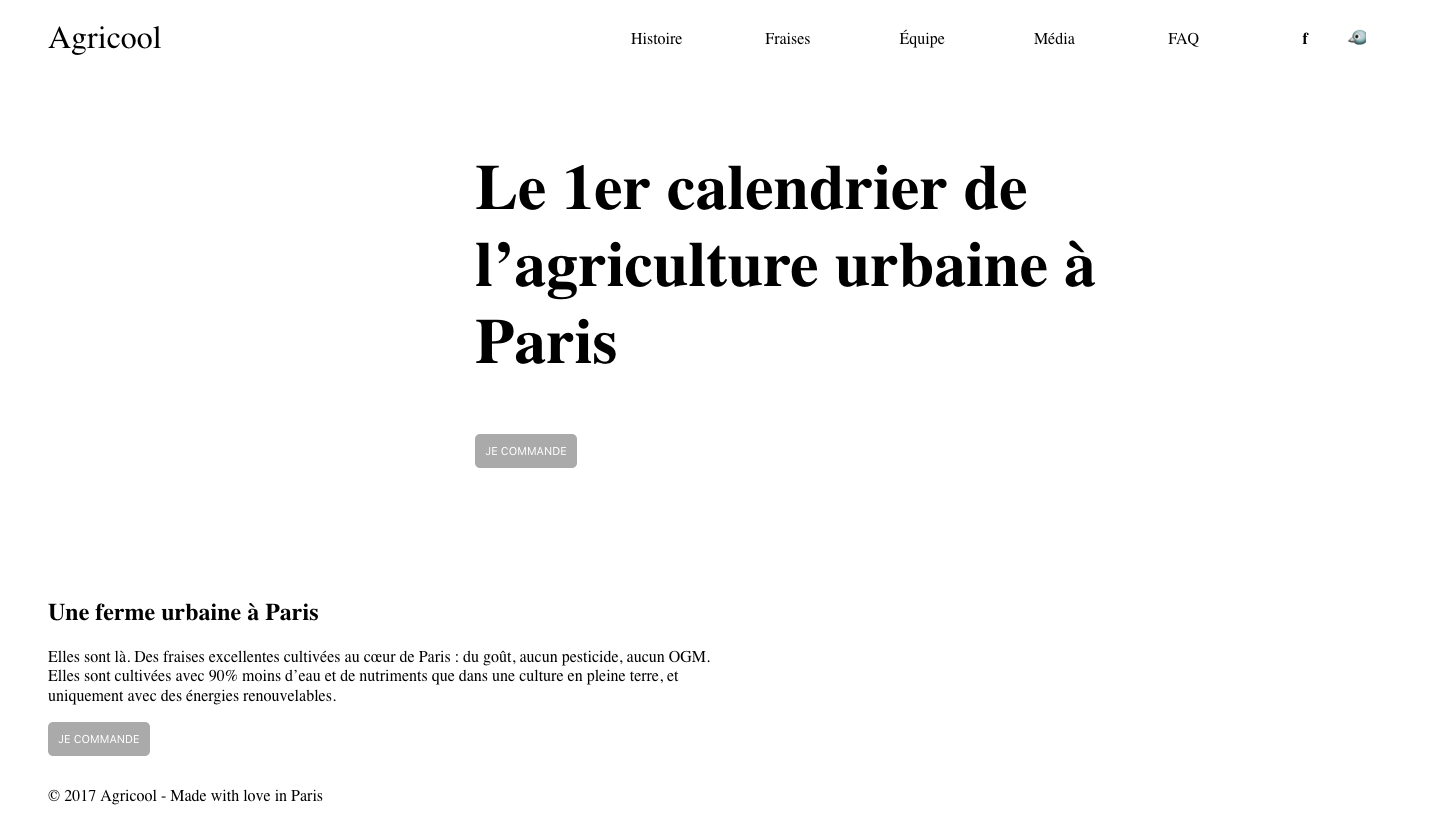 Agricool
Histoire Fraises Équipe Média FAQ f
Le 1er calendrier de
l’agriculture urbaine à
Paris
JE COMMANDE
Une ferme urbaine à Paris
Elles sont là. Des fraises excellentes cultivées au cœur de Paris : du goût, aucun pesticide, aucun OGM.
Elles sont cultivées avec 90% moins d’eau et de nutriments que dans une culture en pleine terre, et
uniquement avec des énergies renouvelables.
JE COMMANDE
© 2017 Agricool - Made with love in Paris